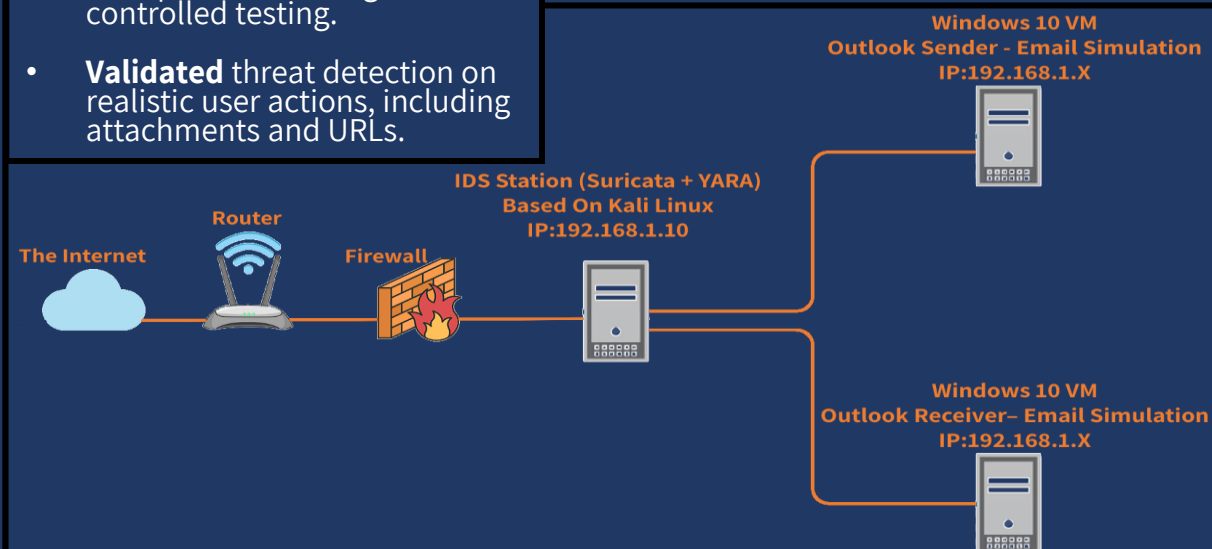 controlled testing.
• Validated threat detection on
realistic user actions, including
attachments and URLs.
Windows 10 VM
Outlook Sender - Email Simulation
IP:192.168.1.X
IDS Station (Suricata + YARA)
Based On Kali Linux
IP:192.168.1.10
Router
The Internet
Firewall
Windows 10 VM
Outlook Receiver– Email Simulation
IP:192.168.1.X